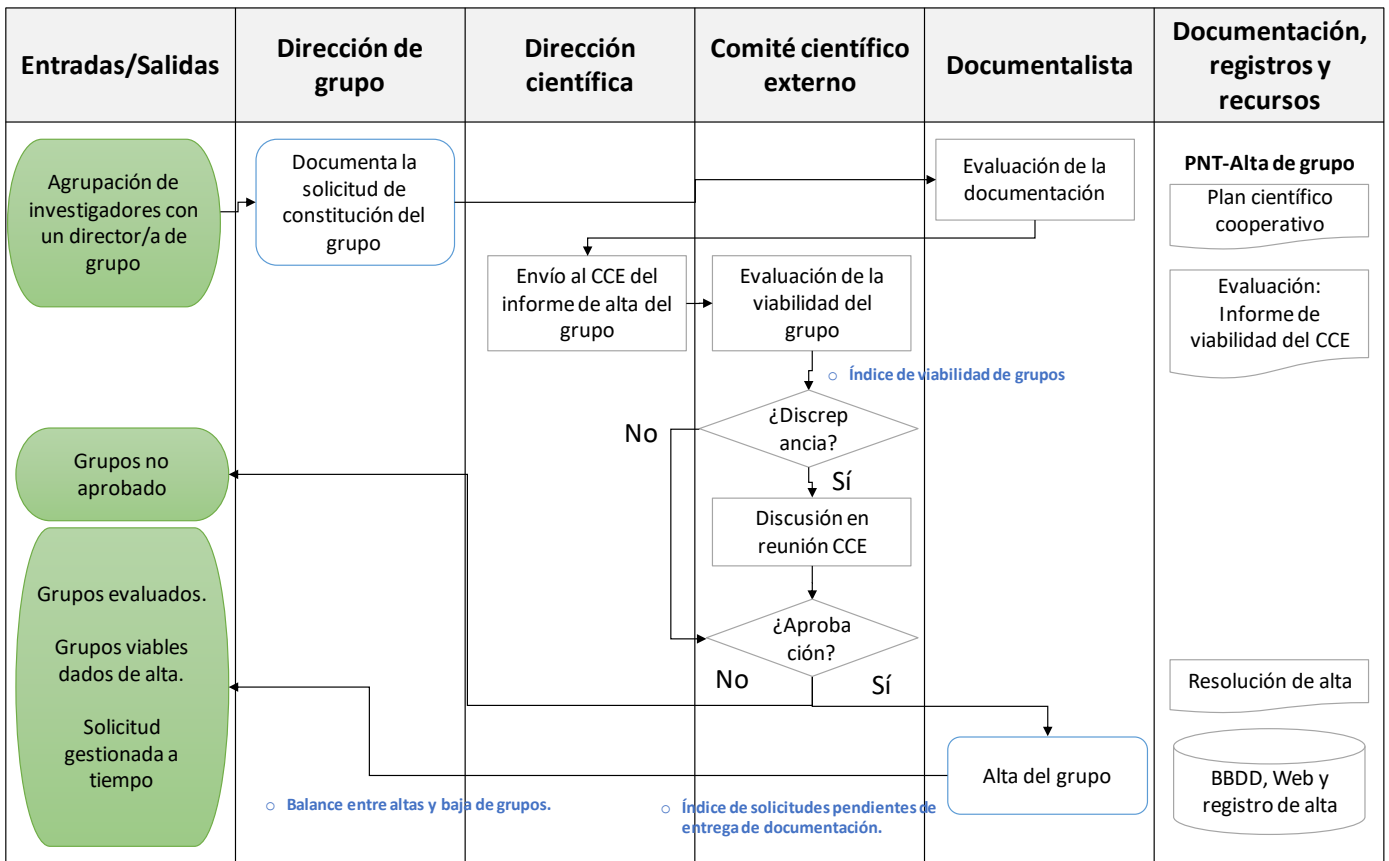 Entradas/Salidas
Dirección de
grupo
Dirección
científica
Comité científico
externo
Documentalista
Documentación,
registros y
recursos
Agrupación de
investigadores con
un director/a de
grupo
Documenta la
solicitud de
constitución del
grupo
Evaluación de la
documentación
PNT-Alta de grupo
Plan científico
cooperativo
Envío al CCE del
informe de alta del
grupo
Evaluación de la
viabilidad del
grupo
Evaluación:
Informe de
viabilidad del CCE
o Índice de viabilidad de grupos
¿Discrep
ancia?
No
Sí
Grupos no
aprobado
Discusión en
reunión CCE
¿Aproba
ción?
No
Sí
Grupos evaluados.
Grupos viables
dados de alta.
Solicitud
gestionada a
tiempo
Resolución de alta
Alta del grupo
BBDD, Web y
registro de alta
o Balance entre altas y baja de grupos.
o Índice de solicitudes pendientes de
entrega de documentación.